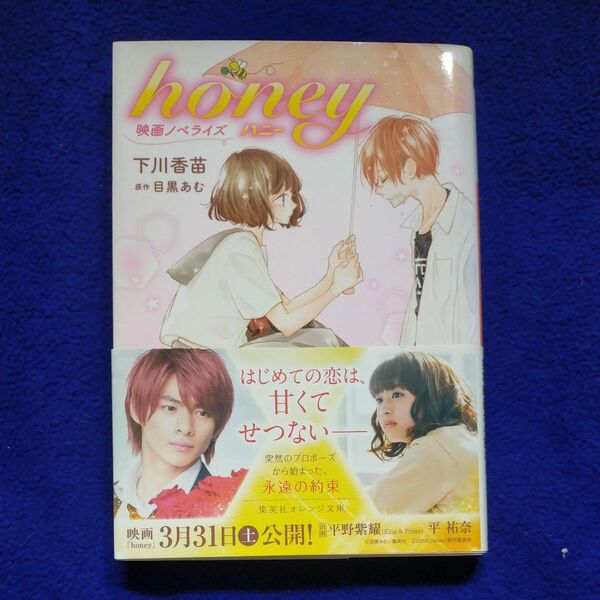 honey
映画ノベライズ ハニー
下川香苗
原作 目黒あむ
はじめての恋は、
甘くて
せつない──
突然のプロポーズ
から始まった、
永遠の約束
集英社オレンジ文庫
映画「honey」 3月31日土公開! 出演 平野紫耀(King & Prince) 平 祐奈